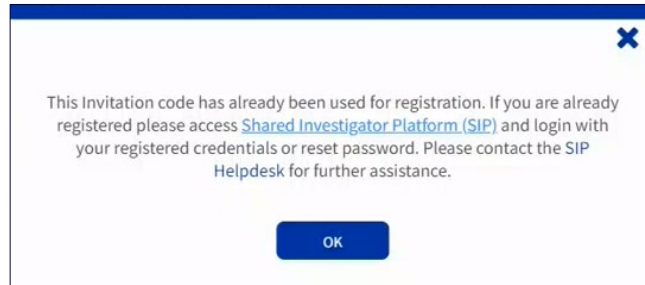 This Invitation code has already been used for registration. If you are already
registered please access Shared Investigator Platform (SIP) and login with
your registered credentials or reset password. Please contact the SIP
Helpdesk for further assistance.
OK